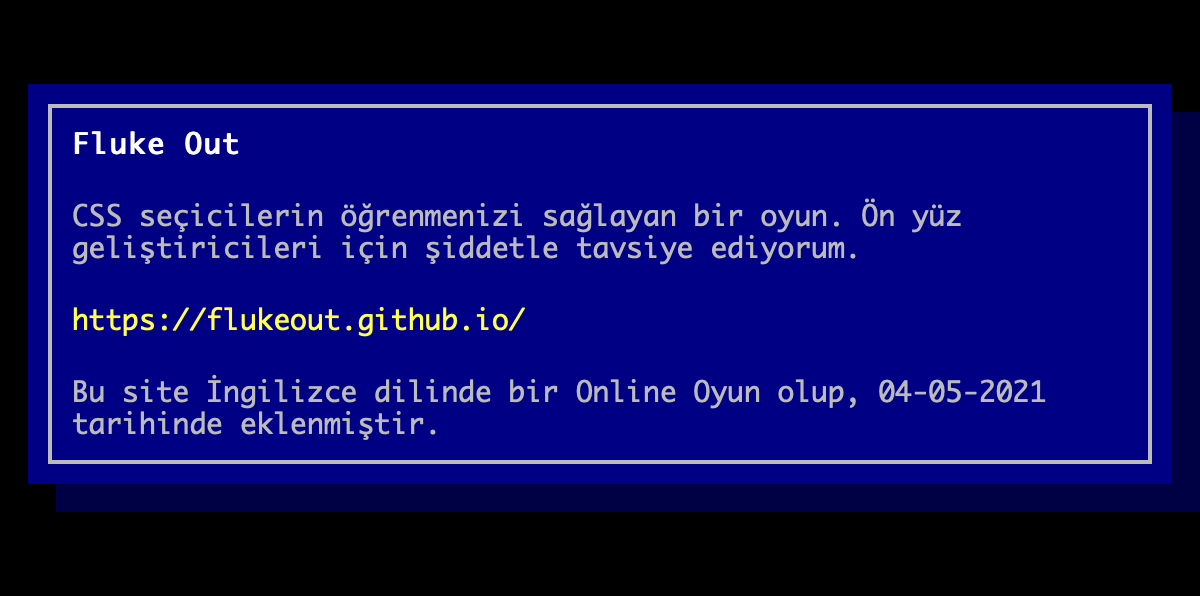 Fluke Out
CSS seçicilerin öğrenmenizi sağlayan bir oyun. Ön yüz
geliştiricileri için şiddetle tavsiye ediyorum.
https://flukeout.github.io/
Bu site İngilizce dilinde bir Online Oyun olup, 04-05-2021
tarihinde eklenmiştir.